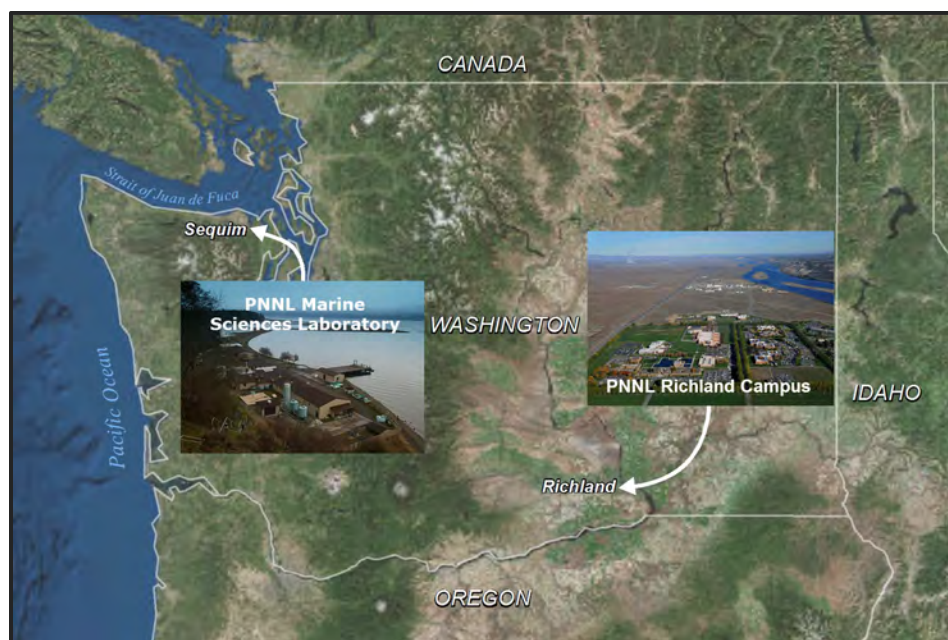 CANADA
Strait of Juan de Fuca
Sequim
PNNL Marine
Sciences Laboratory
WASHINGTON
PNNL Richland Campus
IDAHO
Pacific Ocean
Richland
OREGON